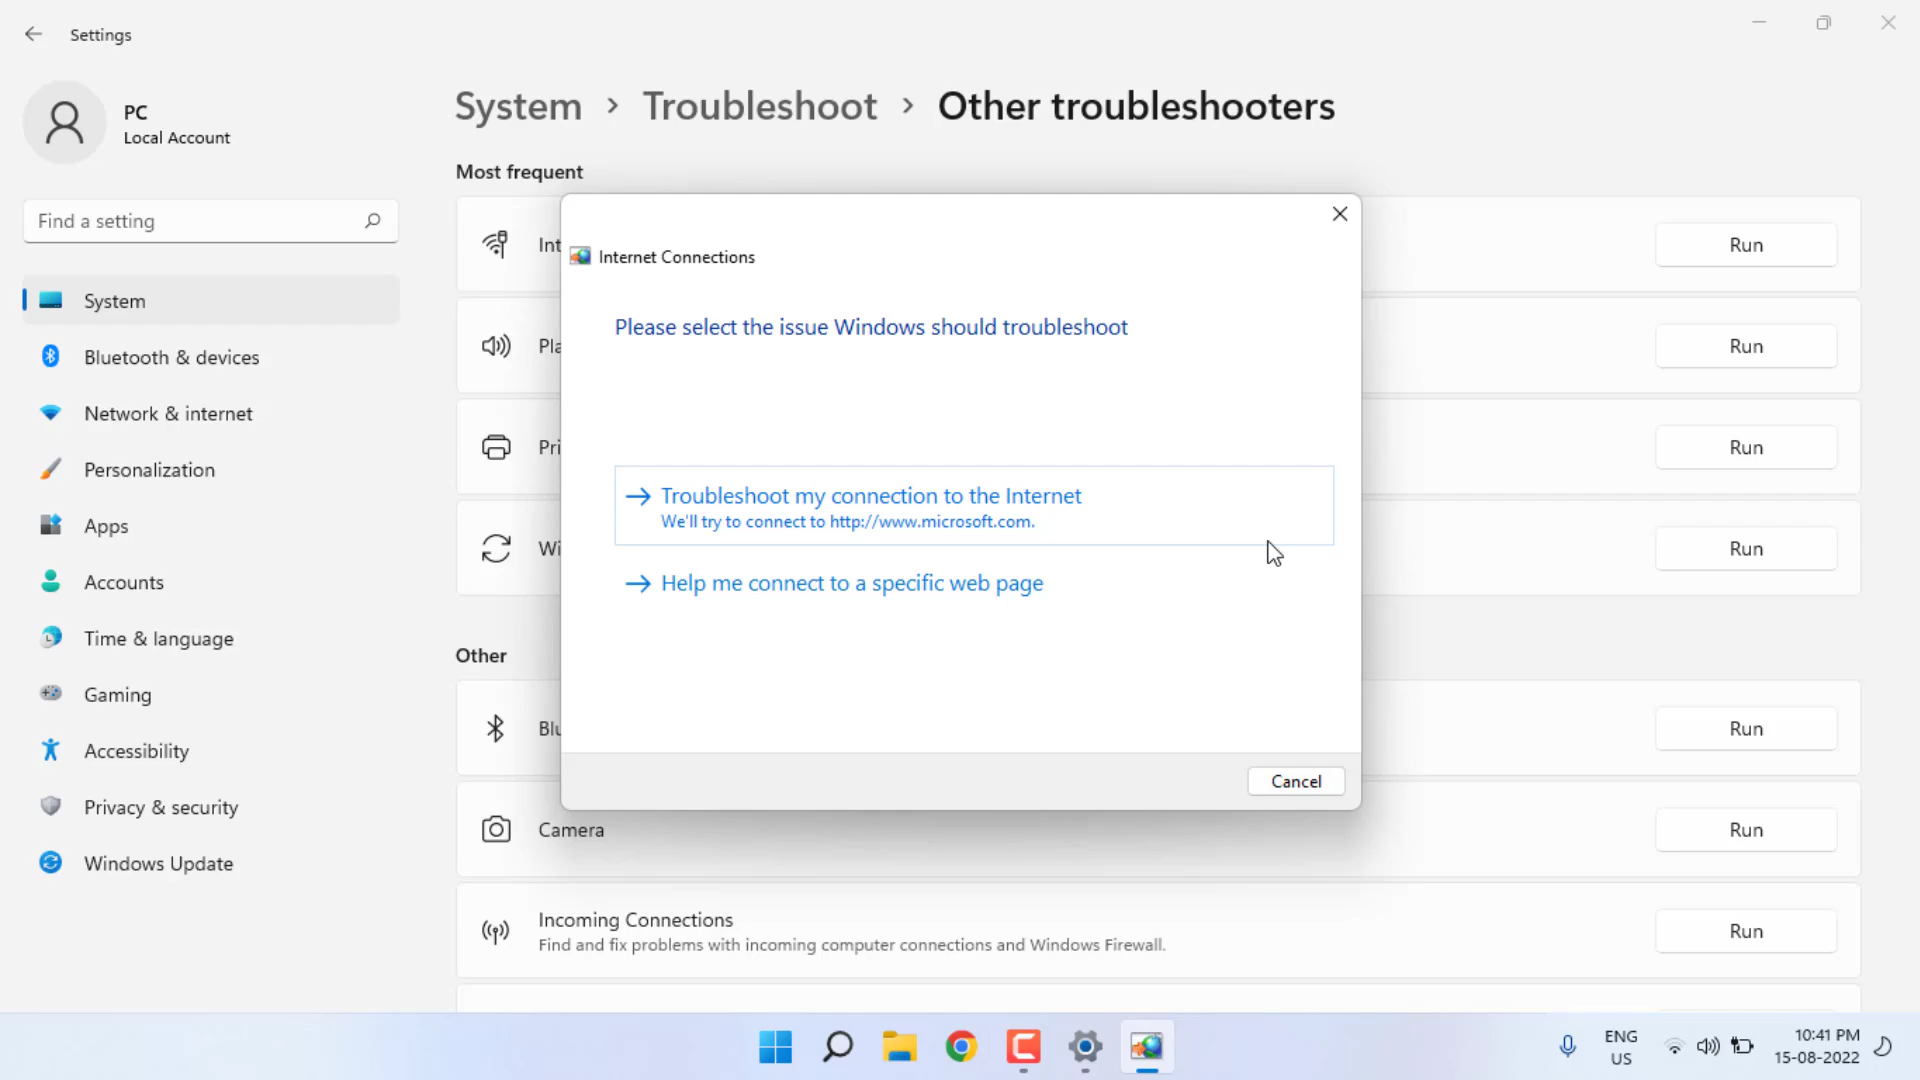 Settings
PC
Local Account
Find a setting
System
Bluetooth & devices
Network & internet
Personalization
Apps
Accounts
Time & language
Gaming
Accessibility
Privacy & security
Windows Update
System > Troubleshoot > Other troubleshooters
Most frequent
Int
Run
Pla
Run
Pri
Run
Wi
Run
Internet Connections
Please select the issue Windows should troubleshoot
Troubleshoot my connection to the Internet
We'll try to connect to http://www.microsoft.com.
Help me connect to a specific web page
Cancel
Other
Blu
Run
Camera
Run
Incoming Connections
Find and fix problems with incoming computer connections and Windows Firewall.
Run
ENG
US
10:41 PM
15-08-2022